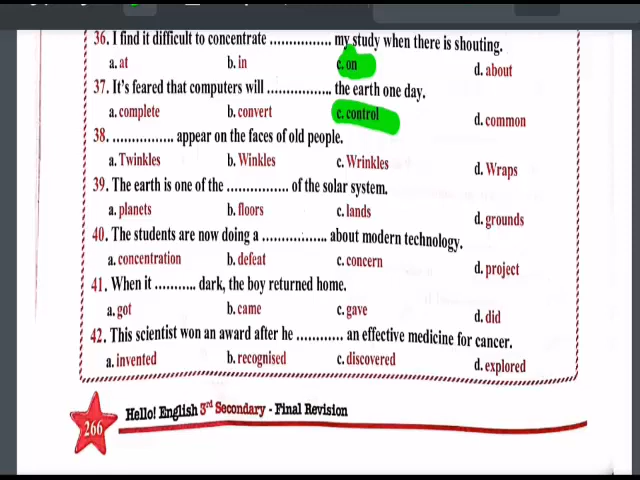 36. I find it difficult to concentrate ................ my study when there is shouting.
a. at b. in c. on d. about
37. It's feared that computers will ................. the earth one day.
a. complete b. convert c. control d. common
38. ................ appear on the faces of old people.
a. Twinkles b. Winkles c. Wrinkles d. Wraps
39. The earth is one of the ................ of the solar system.
a. planets b. floors c. lands d. grounds
40. The students are now doing a ................. about modern technology.
a. concentration b. defeat c. concern d. project
41. When it ........... dark, the boy returned home.
a. got b. came c. gave d. did
42. This scientist won an award after he ............ an effective medicine for cancer.
a. invented b. recognised c. discovered d. explored
266 Hello! English 3rd Secondary - Final Revision